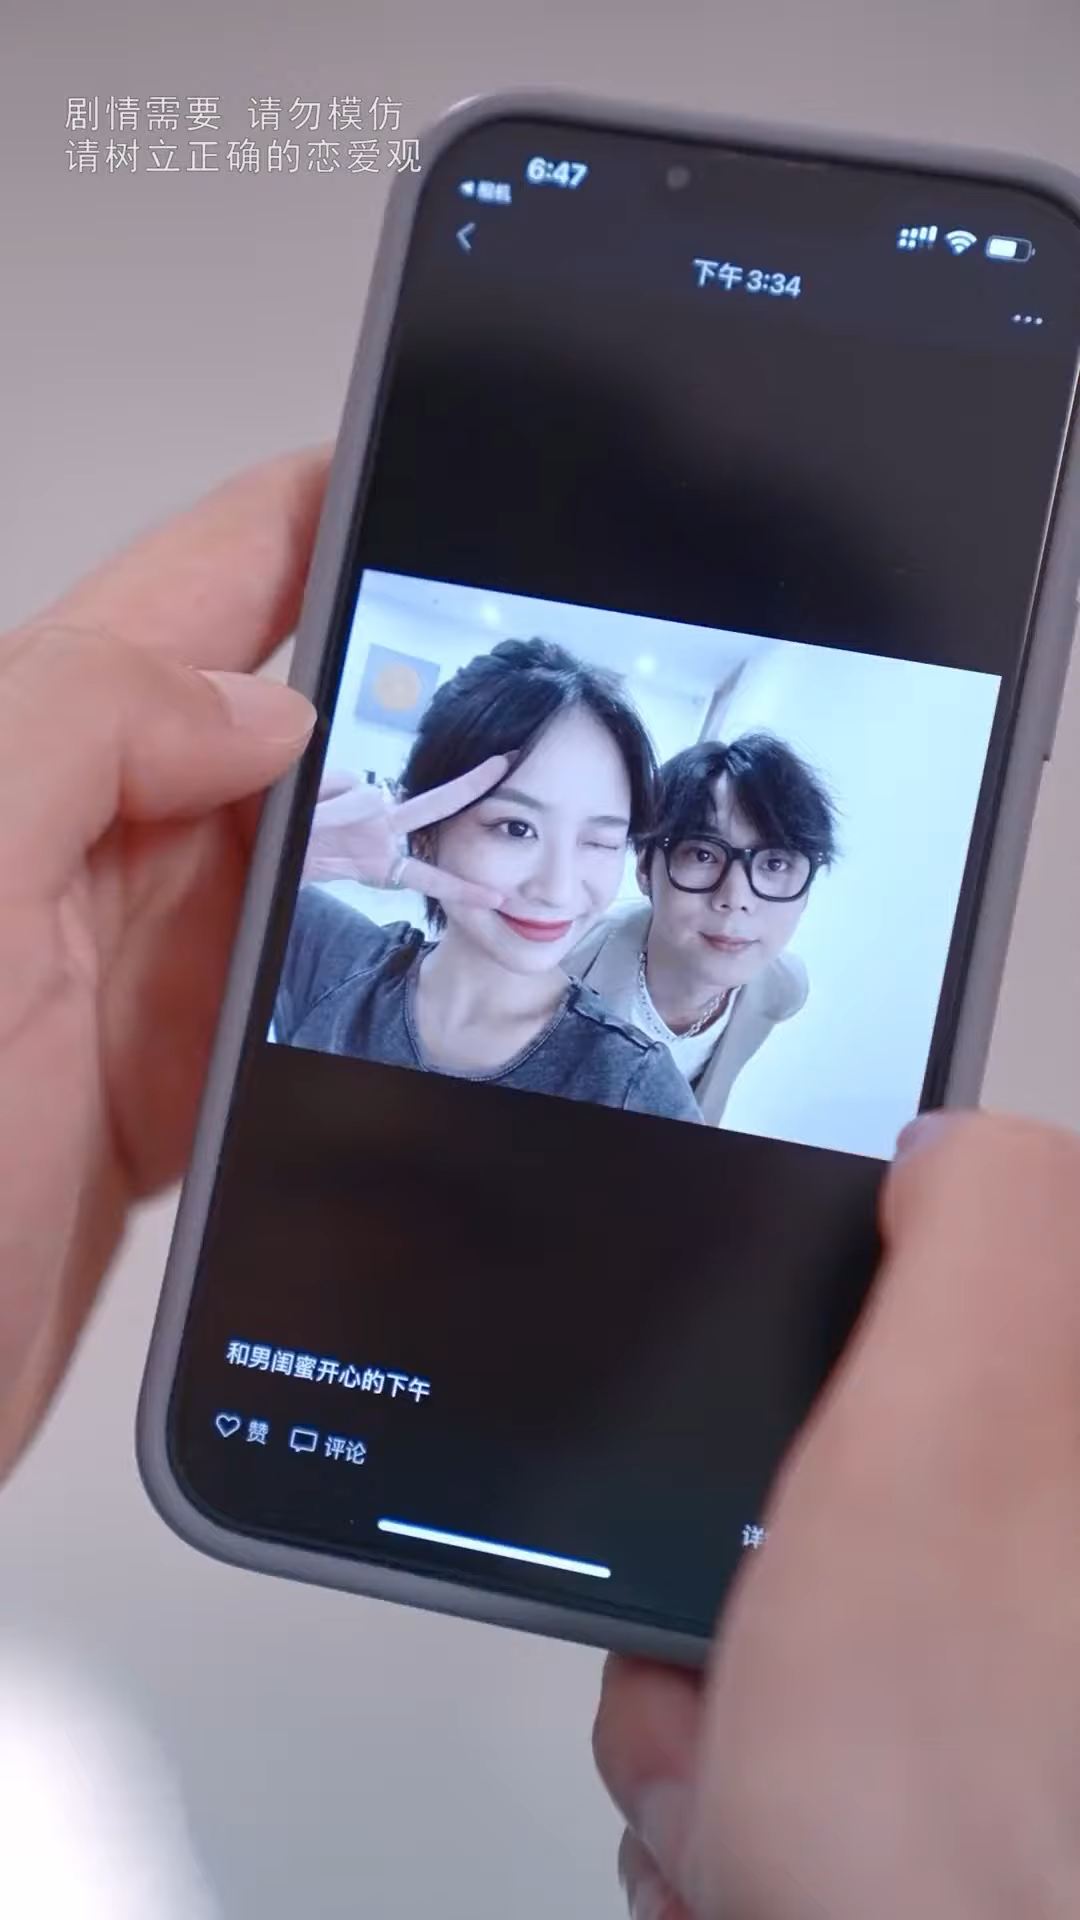 剧情需要 请勿模仿
请树立正确的恋爱观
6:47
相机
下午3:34
和男闺蜜开心的下午
赞 评论
详